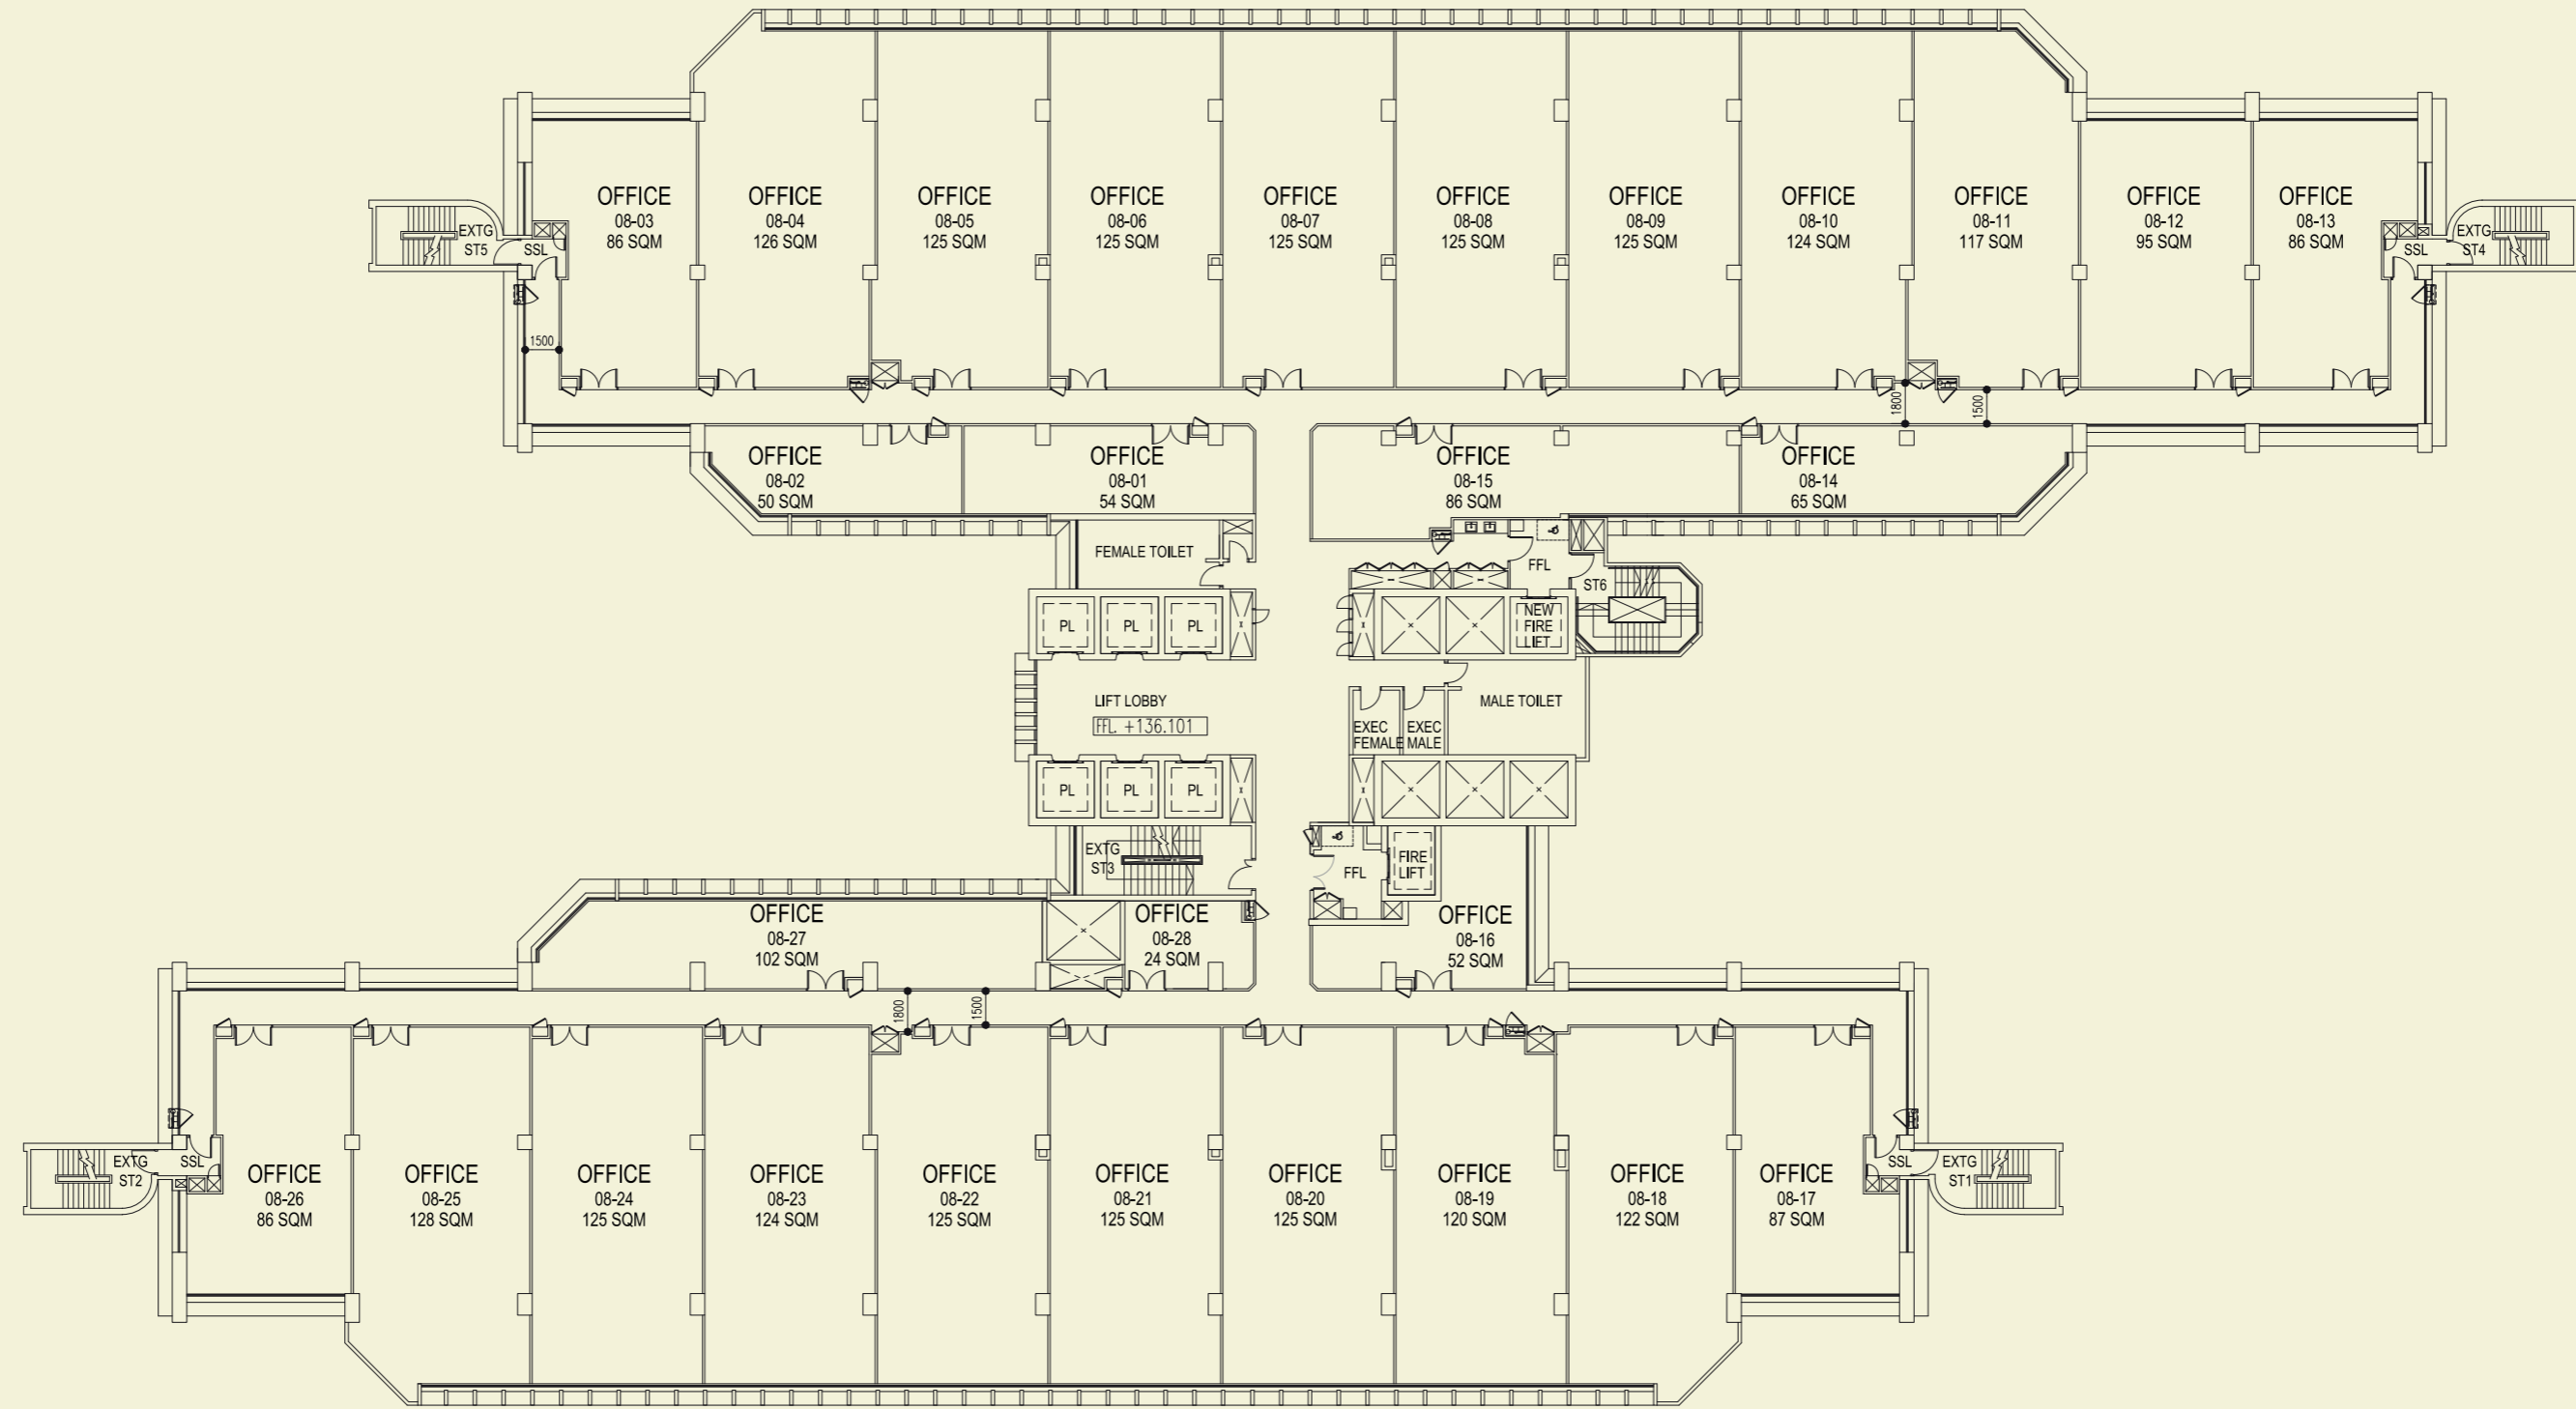 OFFICE
08-03
86 SQM
OFFICE
08-04
126 SQM
OFFICE
08-05
125 SQM
OFFICE
08-06
125 SQM
OFFICE
08-07
125 SQM
OFFICE
08-08
125 SQM
OFFICE
08-09
125 SQM
OFFICE
08-10
124 SQM
OFFICE
08-11
117 SQM
OFFICE
08-12
95 SQM
OFFICE
08-13
86 SQM
EXTG
ST5
SSL
SSL
EXTG
ST4
1500
1800
1500
OFFICE
08-02
50 SQM
OFFICE
08-01
54 SQM
OFFICE
08-15
86 SQM
OFFICE
08-14
65 SQM
FEMALE TOILET
FFL
ST6
PL
PL
PL
NEW
FIRE
LIFT
LIFT LOBBY
FFL. +136.101
EXEC
FEMALE
EXEC
MALE
MALE TOILET
PL
PL
PL
EXTG
ST3
FFL
FIRE
LIFT
OFFICE
08-27
102 SQM
OFFICE
08-28
24 SQM
OFFICE
08-16
52 SQM
1800
1500
EXTG
ST2
SSL
OFFICE
08-26
86 SQM
OFFICE
08-25
128 SQM
OFFICE
08-24
125 SQM
OFFICE
08-23
124 SQM
OFFICE
08-22
125 SQM
OFFICE
08-21
125 SQM
OFFICE
08-20
125 SQM
OFFICE
08-19
120 SQM
OFFICE
08-18
122 SQM
OFFICE
08-17
87 SQM
SSL
EXTG
ST1